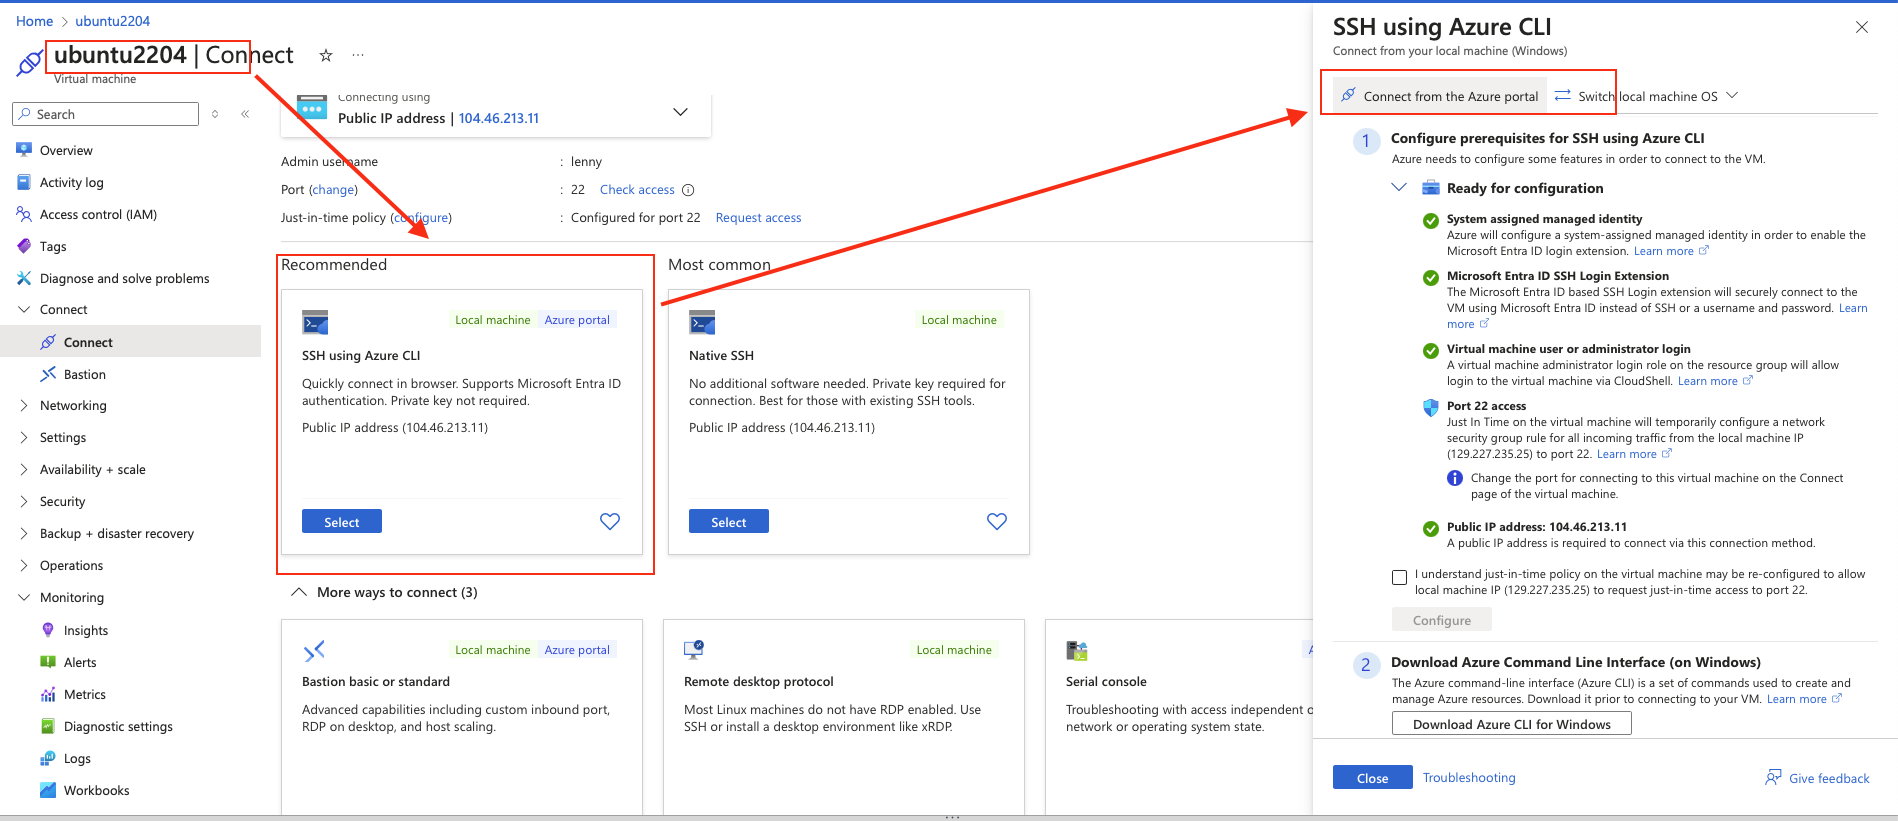 Home > ubuntu2204
ubuntu2204 | Connect
Virtual machine
Search
Overview
Activity log
Access control (IAM)
Tags
Diagnose and solve problems
Connect
Connect
Bastion
Networking
Settings
Availability + scale
Security
Backup + disaster recovery
Operations
Monitoring
Insights
Alerts
Metrics
Diagnostic settings
Logs
Workbooks
Connecting using
Public IP address | 104.46.213.11
Admin username : lenny
Port (change) : 22 Check access
Just-in-time policy (configure) : Configured for port 22 Request access
Recommended
Local machine Azure portal
SSH using Azure CLI
Quickly connect in browser. Supports Microsoft Entra ID
authentication. Private key not required.
Public IP address (104.46.213.11)
Select
Most common
Local machine
Native SSH
No additional software needed. Private key required for
connection. Best for those with existing SSH tools.
Public IP address (104.46.213.11)
Select
More ways to connect (3)
Local machine Azure portal
Bastion basic or standard
Advanced capabilities including custom inbound port,
RDP on desktop, and host scaling.
Local machine
Remote desktop protocol
Most Linux machines do not have RDP enabled. Use
SSH or install a desktop environment like xRDP.
Serial console
Troubleshooting with access independent o
network or operating system state.
SSH using Azure CLI
Connect from your local machine (Windows)
Connect from the Azure portal Switch local machine OS
1 Configure prerequisites for SSH using Azure CLI
Azure needs to configure some features in order to connect to the VM.
Ready for configuration
System assigned managed identity
Azure will configure a system-assigned managed identity in order to enable the
Microsoft Entra ID login extension. Learn more
Microsoft Entra ID SSH Login Extension
The Microsoft Entra ID based SSH Login extension will securely connect to the
VM using Microsoft Entra ID instead of SSH or a username and password. Learn
more
Virtual machine user or administrator login
A virtual machine administrator login role on the resource group will allow
login to the virtual machine via CloudShell. Learn more
Port 22 access
Just In Time on the virtual machine will temporarily configure a network
security group rule for all incoming traffic from the local machine IP
(129.227.235.25) to port 22. Learn more
Change the port for connecting to this virtual machine on the Connect
page of the virtual machine.
Public IP address: 104.46.213.11
A public IP address is required to connect via this connection method.
I understand just-in-time policy on the virtual machine may be re-configured to allow
local machine IP (129.227.235.25) to request just-in-time access to port 22.
Configure
2 Download Azure Command Line Interface (on Windows)
The Azure command-line interface (Azure CLI) is a set of commands used to create and
manage Azure resources. Download it prior to connecting to your VM. Learn more
Download Azure CLI for Windows
Close Troubleshooting Give feedback